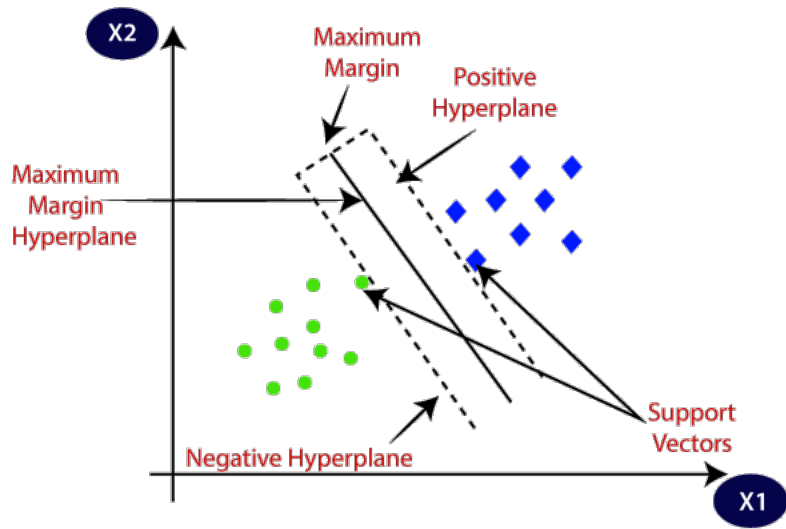 X2
Maximum
Margin
Positive
Hyperplane
Maximum
Margin
Hyperplane
Support
Vectors
Negative Hyperplane
X1